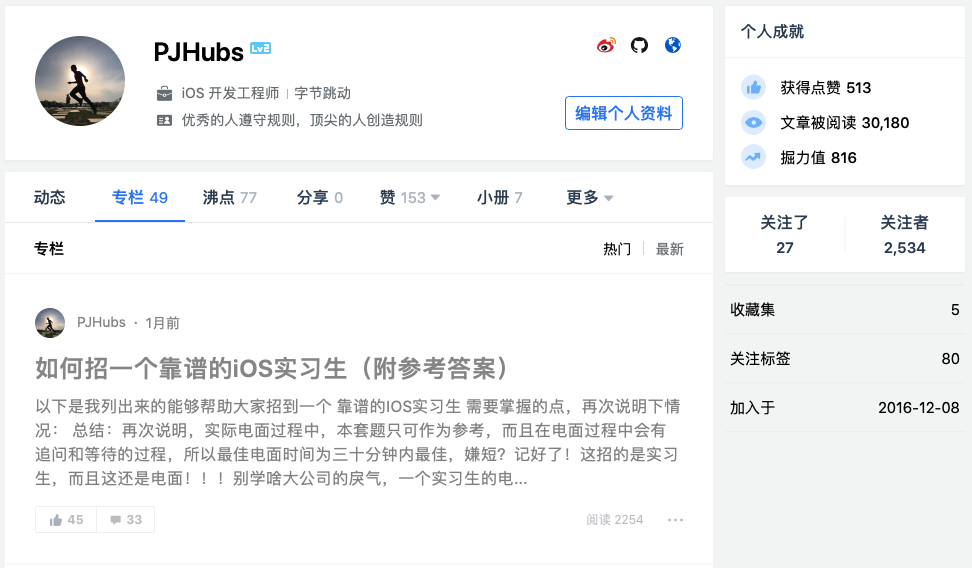 PJHubs Lv2
iOS 开发工程师 | 字节跳动
优秀的人遵守规则，顶尖的人创造规则
编辑个人资料
动态 专栏 49 沸点 77 分享 0 赞 153 小册 7 更多
专栏
热门 | 最新
PJHubs · 1月前
如何招一个靠谱的iOS实习生（附参考答案）
以下是我列出来的能够帮助大家招到一个 靠谱的IOS实习生 需要掌握的点，再次说明下情
况： 总结：再次说明，实际电面过程中，本套题只可作为参考，而且在电面过程中会有
追问和等待的过程，所以最佳电面时间为三十分钟内最佳，嫌短？记好了！这招的是实习
生，而且这还是电面！！！别学啥大公司的戾气，一个实习生的电...
45 33
阅读 2254
个人成就
获得点赞 513
文章被阅读 30,180
掘力值 816
关注了 关注者
27 2,534
收藏集 5
关注标签 80
加入于 2016-12-08